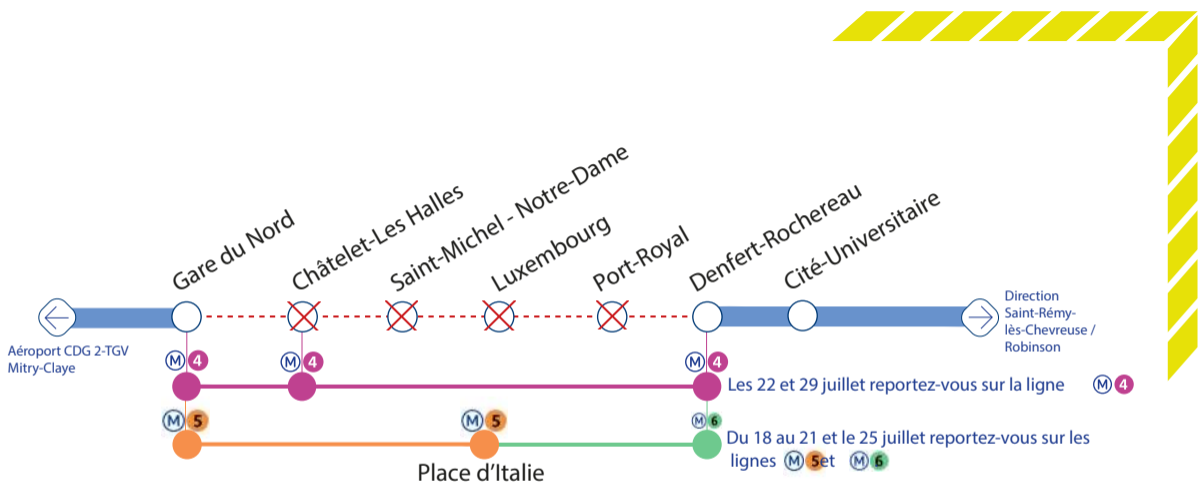 Gare du Nord
Châtelet-Les Halles
Saint-Michel - Notre-Dame
Luxembourg
Port-Royal
Denfert-Rochereau
Cité-Universitaire
Aéroport CDG 2-TGV
Mitry-Claye
Direction
Saint-Rémy-
lès-Chevreuse /
Robinson
M 4
M 4
M 4
Les 22 et 29 juillet reportez-vous sur la ligne M 4
M 5
M 5
M 6
Du 18 au 21 et le 25 juillet reportez-vous sur les
lignes M 5et M 6
Place d'Italie